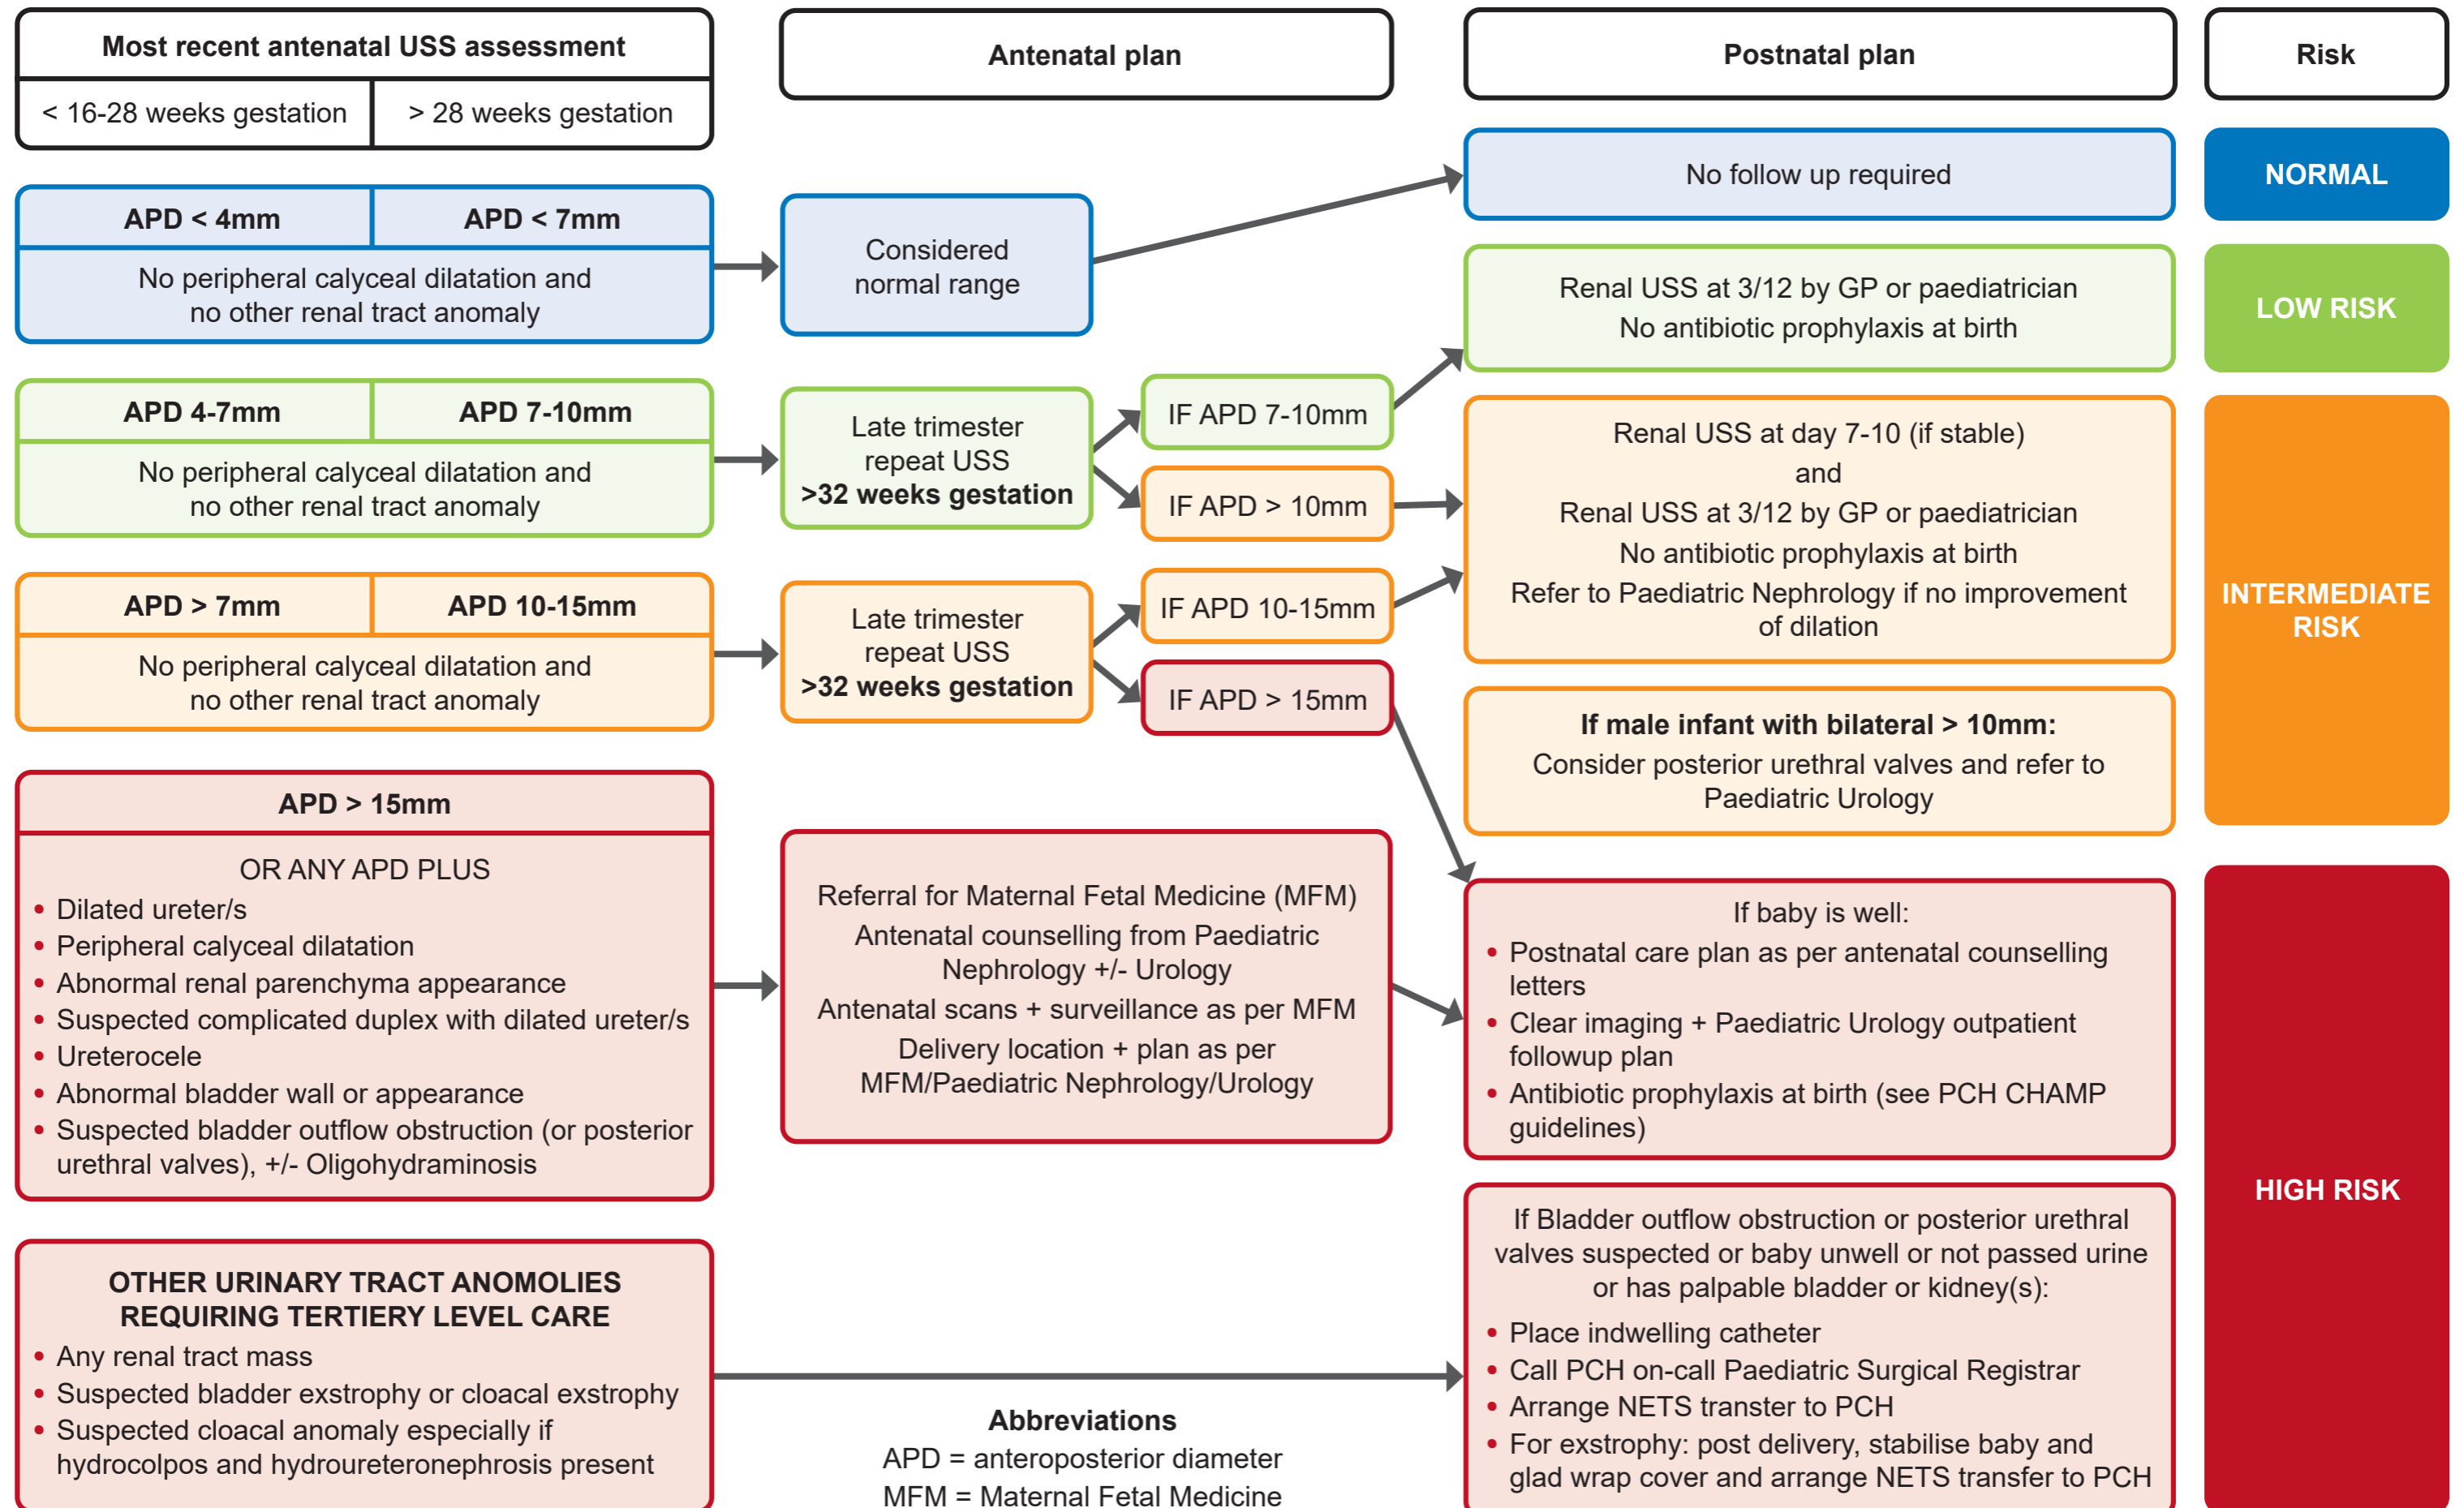 Most recent antenatal USS assessment
< 16-28 weeks gestation
> 28 weeks gestation
Antenatal plan
Postnatal plan
Risk
APD < 4mm
APD < 7mm
No peripheral calyceal dilatation and
no other renal tract anomaly
Considered
normal range
No follow up required
NORMAL
APD 4-7mm
APD 7-10mm
No peripheral calyceal dilatation and
no other renal tract anomaly
Late trimester
repeat USS
>32 weeks gestation
IF APD 7-10mm
IF APD > 10mm
Renal USS at 3/12 by GP or paediatrician
No antibiotic prophylaxis at birth
LOW RISK
APD > 7mm
APD 10-15mm
No peripheral calyceal dilatation and
no other renal tract anomaly
Late trimester
repeat USS
>32 weeks gestation
IF APD 10-15mm
IF APD > 15mm
Renal USS at day 7-10 (if stable)
and
Renal USS at 3/12 by GP or paediatrician
No antibiotic prophylaxis at birth
Refer to Paediatric Nephrology if no improvement
of dilation
If male infant with bilateral > 10mm:
Consider posterior urethral valves and refer to
Paediatric Urology
INTERMEDIATE
RISK
APD > 15mm
OR ANY APD PLUS
• Dilated ureter/s
• Peripheral calyceal dilatation
• Abnormal renal parenchyma appearance
• Suspected complicated duplex with dilated ureter/s
• Ureterocele
• Abnormal bladder wall or appearance
• Suspected bladder outflow obstruction (or posterior
urethral valves), +/- Oligohydraminosis
Referral for Maternal Fetal Medicine (MFM)
Antenatal counselling from Paediatric
Nephrology +/- Urology
Antenatal scans + surveillance as per MFM
Delivery location + plan as per
MFM/Paediatric Nephrology/Urology
If baby is well:
• Postnatal care plan as per antenatal counselling
letters
• Clear imaging + Paediatric Urology outpatient
followup plan
• Antibiotic prophylaxis at birth (see PCH CHAMP
guidelines)
HIGH RISK
OTHER URINARY TRACT ANOMOLIES
REQUIRING TERTIERY LEVEL CARE
• Any renal tract mass
• Suspected bladder exstrophy or cloacal exstrophy
• Suspected cloacal anomaly especially if
hydrocolpos and hydroureteronephrosis present
If Bladder outflow obstruction or posterior urethral
valves suspected or baby unwell or not passed urine
or has palpable bladder or kidney(s):
• Place indwelling catheter
• Call PCH on-call Paediatric Surgical Registrar
• Arrange NETS transter to PCH
• For exstrophy: post delivery, stabilise baby and
glad wrap cover and arrange NETS transfer to PCH
Abbreviations
APD = anteroposterior diameter
MFM = Maternal Fetal Medicine